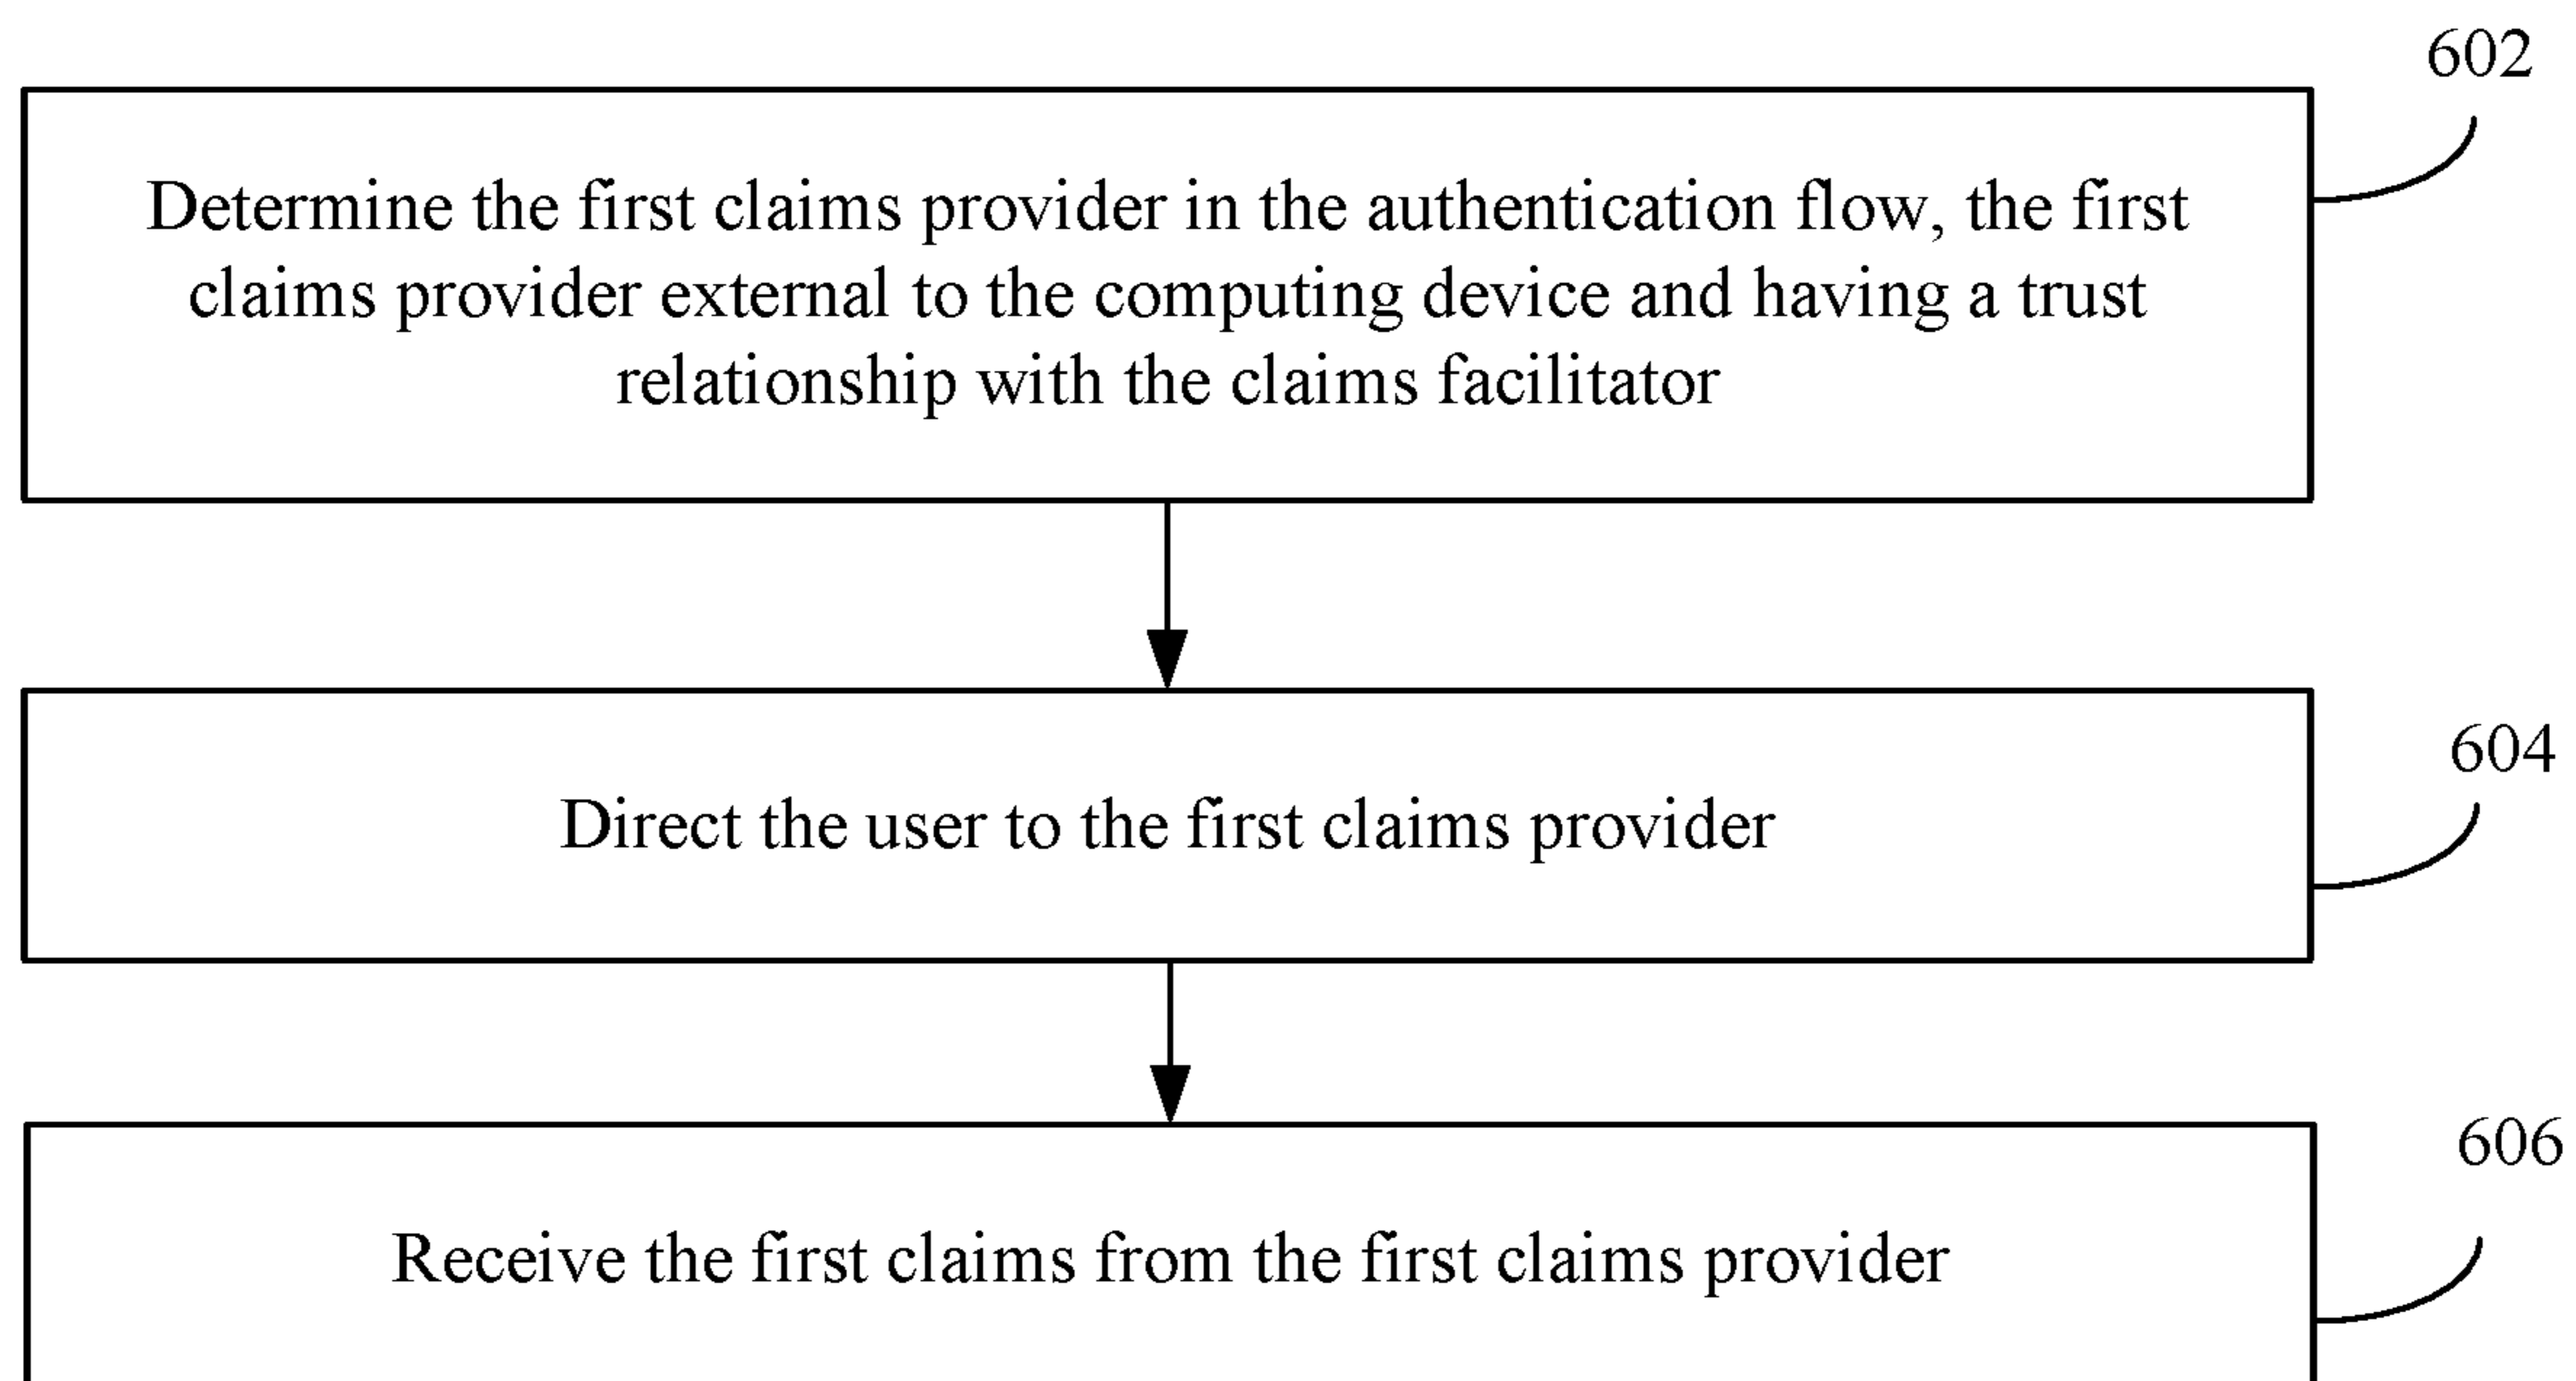 602
Determine the first claims provider in the authentication flow, the first
claims provider external to the computing device and having a trust
relationship with the claims facilitator
604
Direct the user to the first claims provider
606
Receive the first claims from the first claims provider